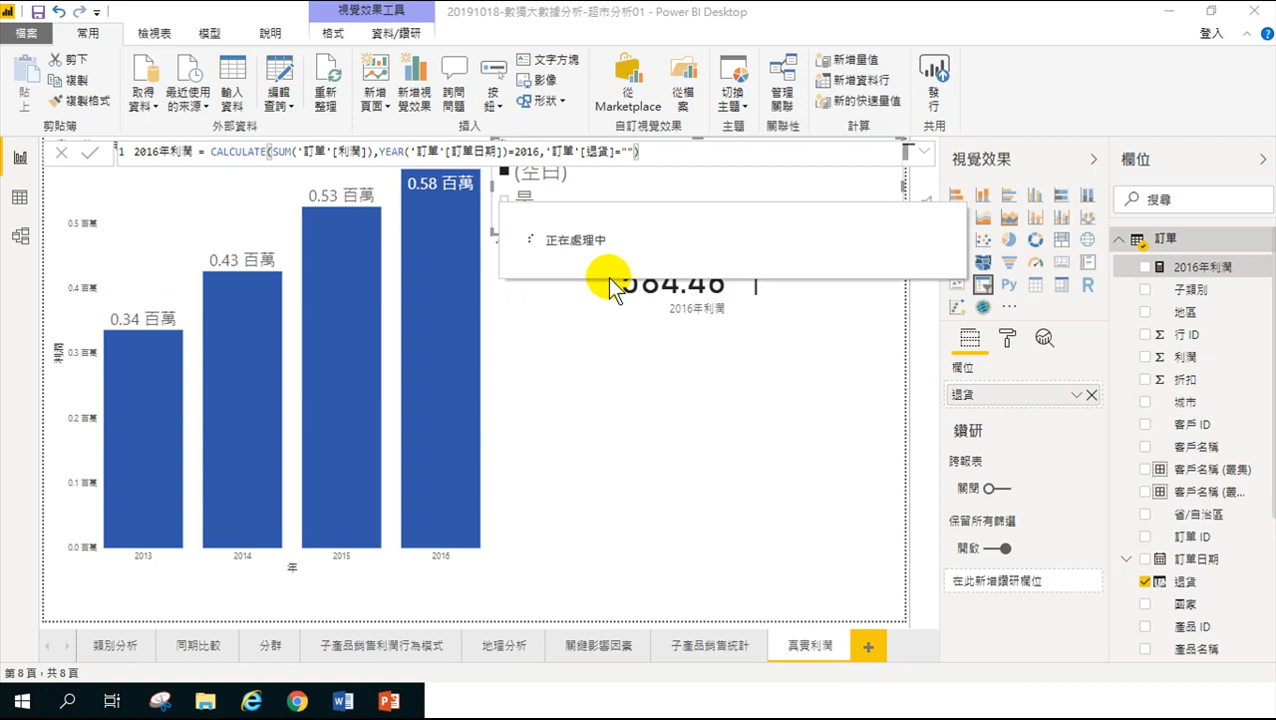 視覺效果工具
20191018-數獨大數據分析-超市分析01 - Power BI Desktop
檔案
常用
檢視表
模型
說明
格式
資料/鑽研
登入
貼上
剪下
複製
複製格式
取得資料
最近使用的來源
輸入資料
編輯查詢
重新整理
新增頁面
新增視覺效果
詢問問題
按鈕
文字方塊
影像
形狀
從 Marketplace
從檔案
切換主題
管理關聯
新增量值
新增資料行
新的快速量值
發行
剪貼簿
外部資料
插入
自訂視覺效果
主題
關聯性
計算
共用
1 2016年利潤 = CALCULATE(SUM('訂單'[利潤]),YEAR('訂單'[訂單日期])=2016,'訂單'[退貨]="")
(空白)
是
正在處理中
584.46
2016年利潤
0.34 百萬
0.43 百萬
0.53 百萬
0.58 百萬
0.5 百萬
0.4 百萬
0.3 百萬
0.2 百萬
0.1 百萬
0.0 百萬
利潤
2013
2014
2015
2016
年
視覺效果
Py
R
欄位
退貨
鑽研
跨報表
關閉
保留所有篩選
開啟
在此新增鑽研欄位
欄位
搜尋
訂單
2016年利潤
子類別
地區
行 ID
利潤
折扣
城市
客戶 ID
客戶名稱
客戶名稱 (叢集)
客戶名稱 (叢...
省/自治區
訂單 ID
訂單日期
退貨
國家
產品 ID
產品名稱
類別分析
同期比較
分群
子產品銷售利潤行為模式
地理分析
關鍵影響因素
子產品銷售統計
真實利潤
第 8 頁，共 8 頁